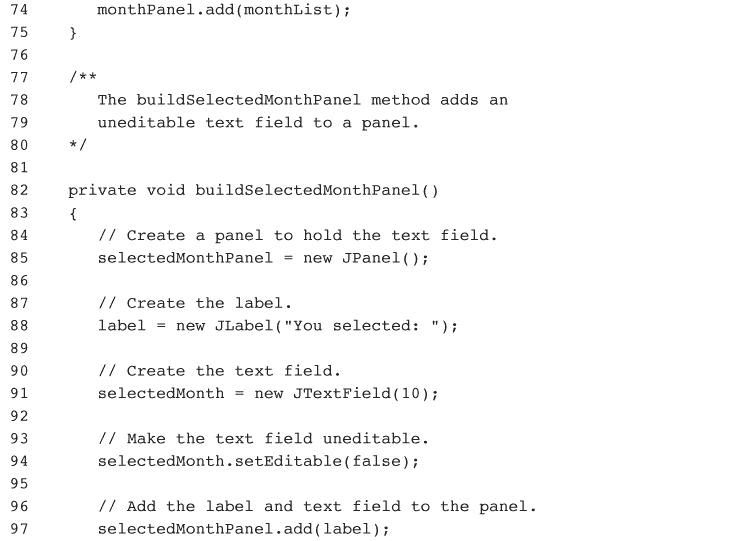 74 monthPanel.add(monthList);
75 }
76
77 /**
78 The buildSelectedMonthPanel method adds an
79 uneditable text field to a panel.
80 */
81
82 private void buildSelectedMonthPanel()
83 {
84 // Create a panel to hold the text field.
85 selectedMonthPanel = new JPanel();
86
87 // Create the label.
88 label = new JLabel("You selected: ");
89
90 // Create the text field.
91 selectedMonth = new JTextField(10);
92
93 // Make the text field uneditable.
94 selectedMonth.setEditable(false);
95
96 // Add the label and text field to the panel.
97 selectedMonthPanel.add(label);